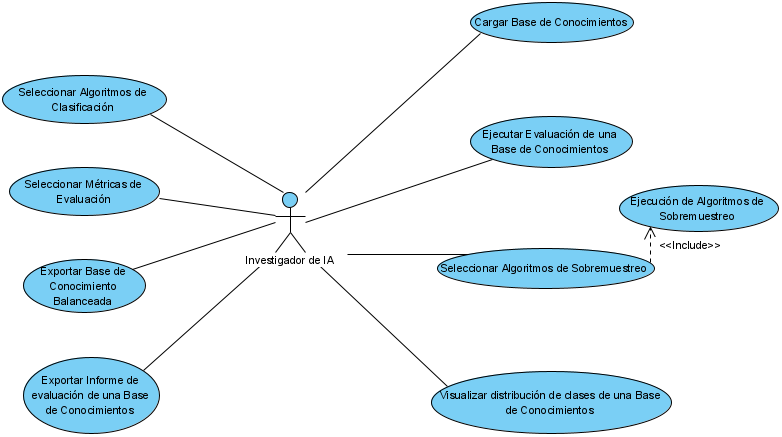 Cargar Base de Conocimientos
Seleccionar Algoritmos de
Clasificación
Ejecutar Evaluación de una
Base de Conocimientos
Seleccionar Métricas de
Evaluación
Ejecución de Algoritmos de
Sobremuestreo
<<Include>>
Investigador de IA
Seleccionar Algoritmos de Sobremuestreo
Exportar Base de
Conocimiento
Balanceada
Exportar Informe de
evaluación de una Base
de Conocimientos
Visualizar distribución de clases de una Base
de Conocimientos